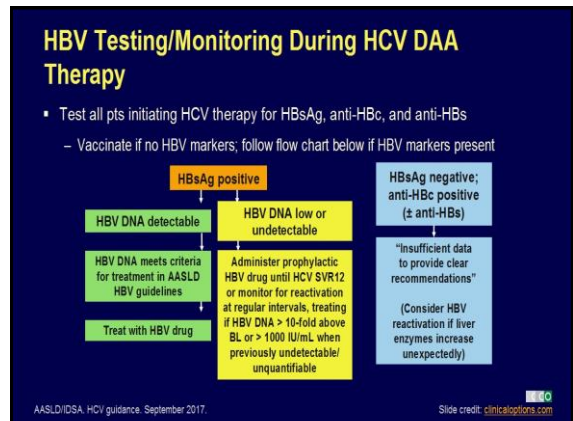 HBV Testing/Monitoring During HCV DAA
Therapy
▪ Test all pts initiating HCV therapy for HBsAg, anti-HBc, and anti-HBs
– Vaccinate if no HBV markers; follow flow chart below if HBV markers present
HBsAg positive
HBV DNA detectable
HBV DNA meets criteria
for treatment in AASLD
HBV guidelines
Treat with HBV drug
HBV DNA low or
undetectable
Administer prophylactic
HBV drug until HCV SVR12
or monitor for reactivation
at regular intervals, treating
if HBV DNA > 10-fold above
BL or > 1000 IU/mL when
previously undetectable/
unquantifiable
HBsAg negative;
anti-HBc positive
(± anti-HBs)
“Insufficient data
to provide clear
recommendations”
(Consider HBV
reactivation if liver
enzymes increase
unexpectedly)
AASLD/IDSA. HCV guidance. September 2017.
CCO
Slide credit: clinicaloptions.com